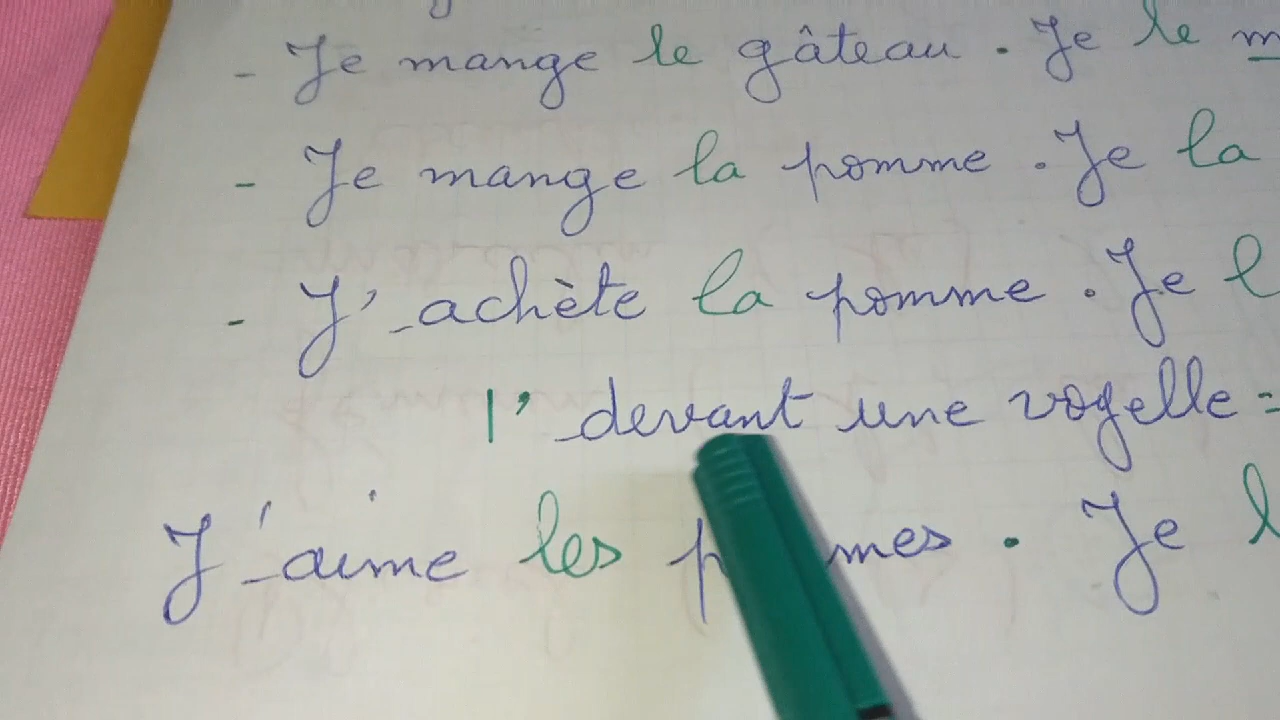 - Je mange le gâteau. Je le m
- Je mange la pomme. Je la
- J'achète la pomme. Je l
l' devant une voyelle =
J'aime les p mes. Je l